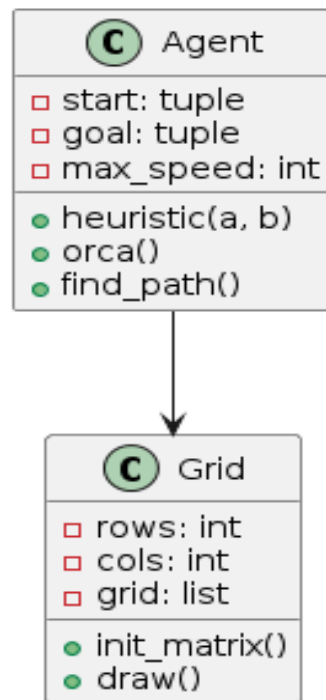 C Agent
start: tuple
goal: tuple
max_speed: int
heuristic(a, b)
orca()
find_path()
C Grid
rows: int
cols: int
grid: list
init_matrix()
draw()